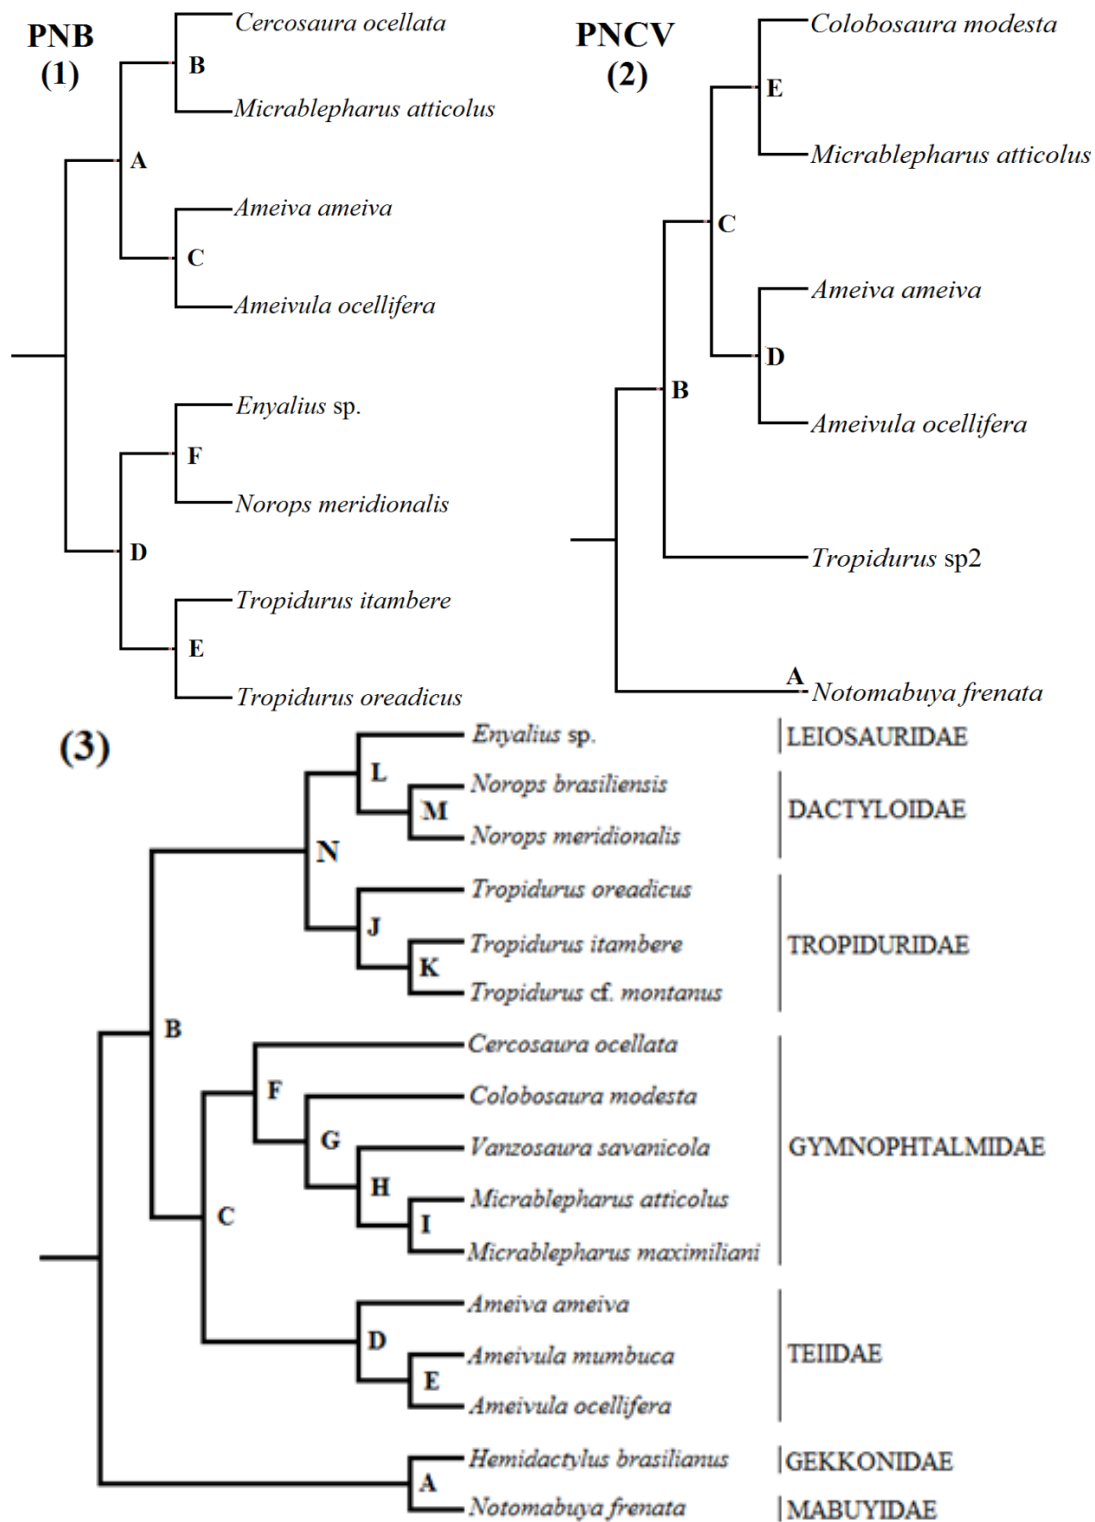 PNB
(1)
Cercosaura ocellata
B
Micrablepharus atticolus
A
Ameiva ameiva
C
Ameivula ocellifera
Enyalius sp.
F
Norops meridionalis
D
Tropidurus itambere
E
Tropidurus oreadicus
PNCV
(2)
Colobosaura modesta
E
Micrablepharus atticolus
C
Ameiva ameiva
D
B
Ameivula ocellifera
Tropidurus sp2
A
Notomabuya frenata
(3)
Enyalius sp.
LEIOSAURIDAE
L
Norops brasiliensis
M
DACTYLOIDAE
Norops meridionalis
N
Tropidurus oreadicus
J
Tropidurus itambere
TROPIDURIDAE
K
Tropidurus cf. montanus
B
Cercosaura ocellata
F
Colobosaura modesta
G
Vanzosaura savanicola
GYMNOPHTALMIDAE
H
Micrablepharus atticolus
C
I
Micrablepharus maximiliani
Ameiva ameiva
D
Ameivula mumbuca
TEIIDAE
E
Ameivula ocellifera
Hemidactylus brasilianus
GEKKONIDAE
A
Notomabuya frenata
MABUYIDAE